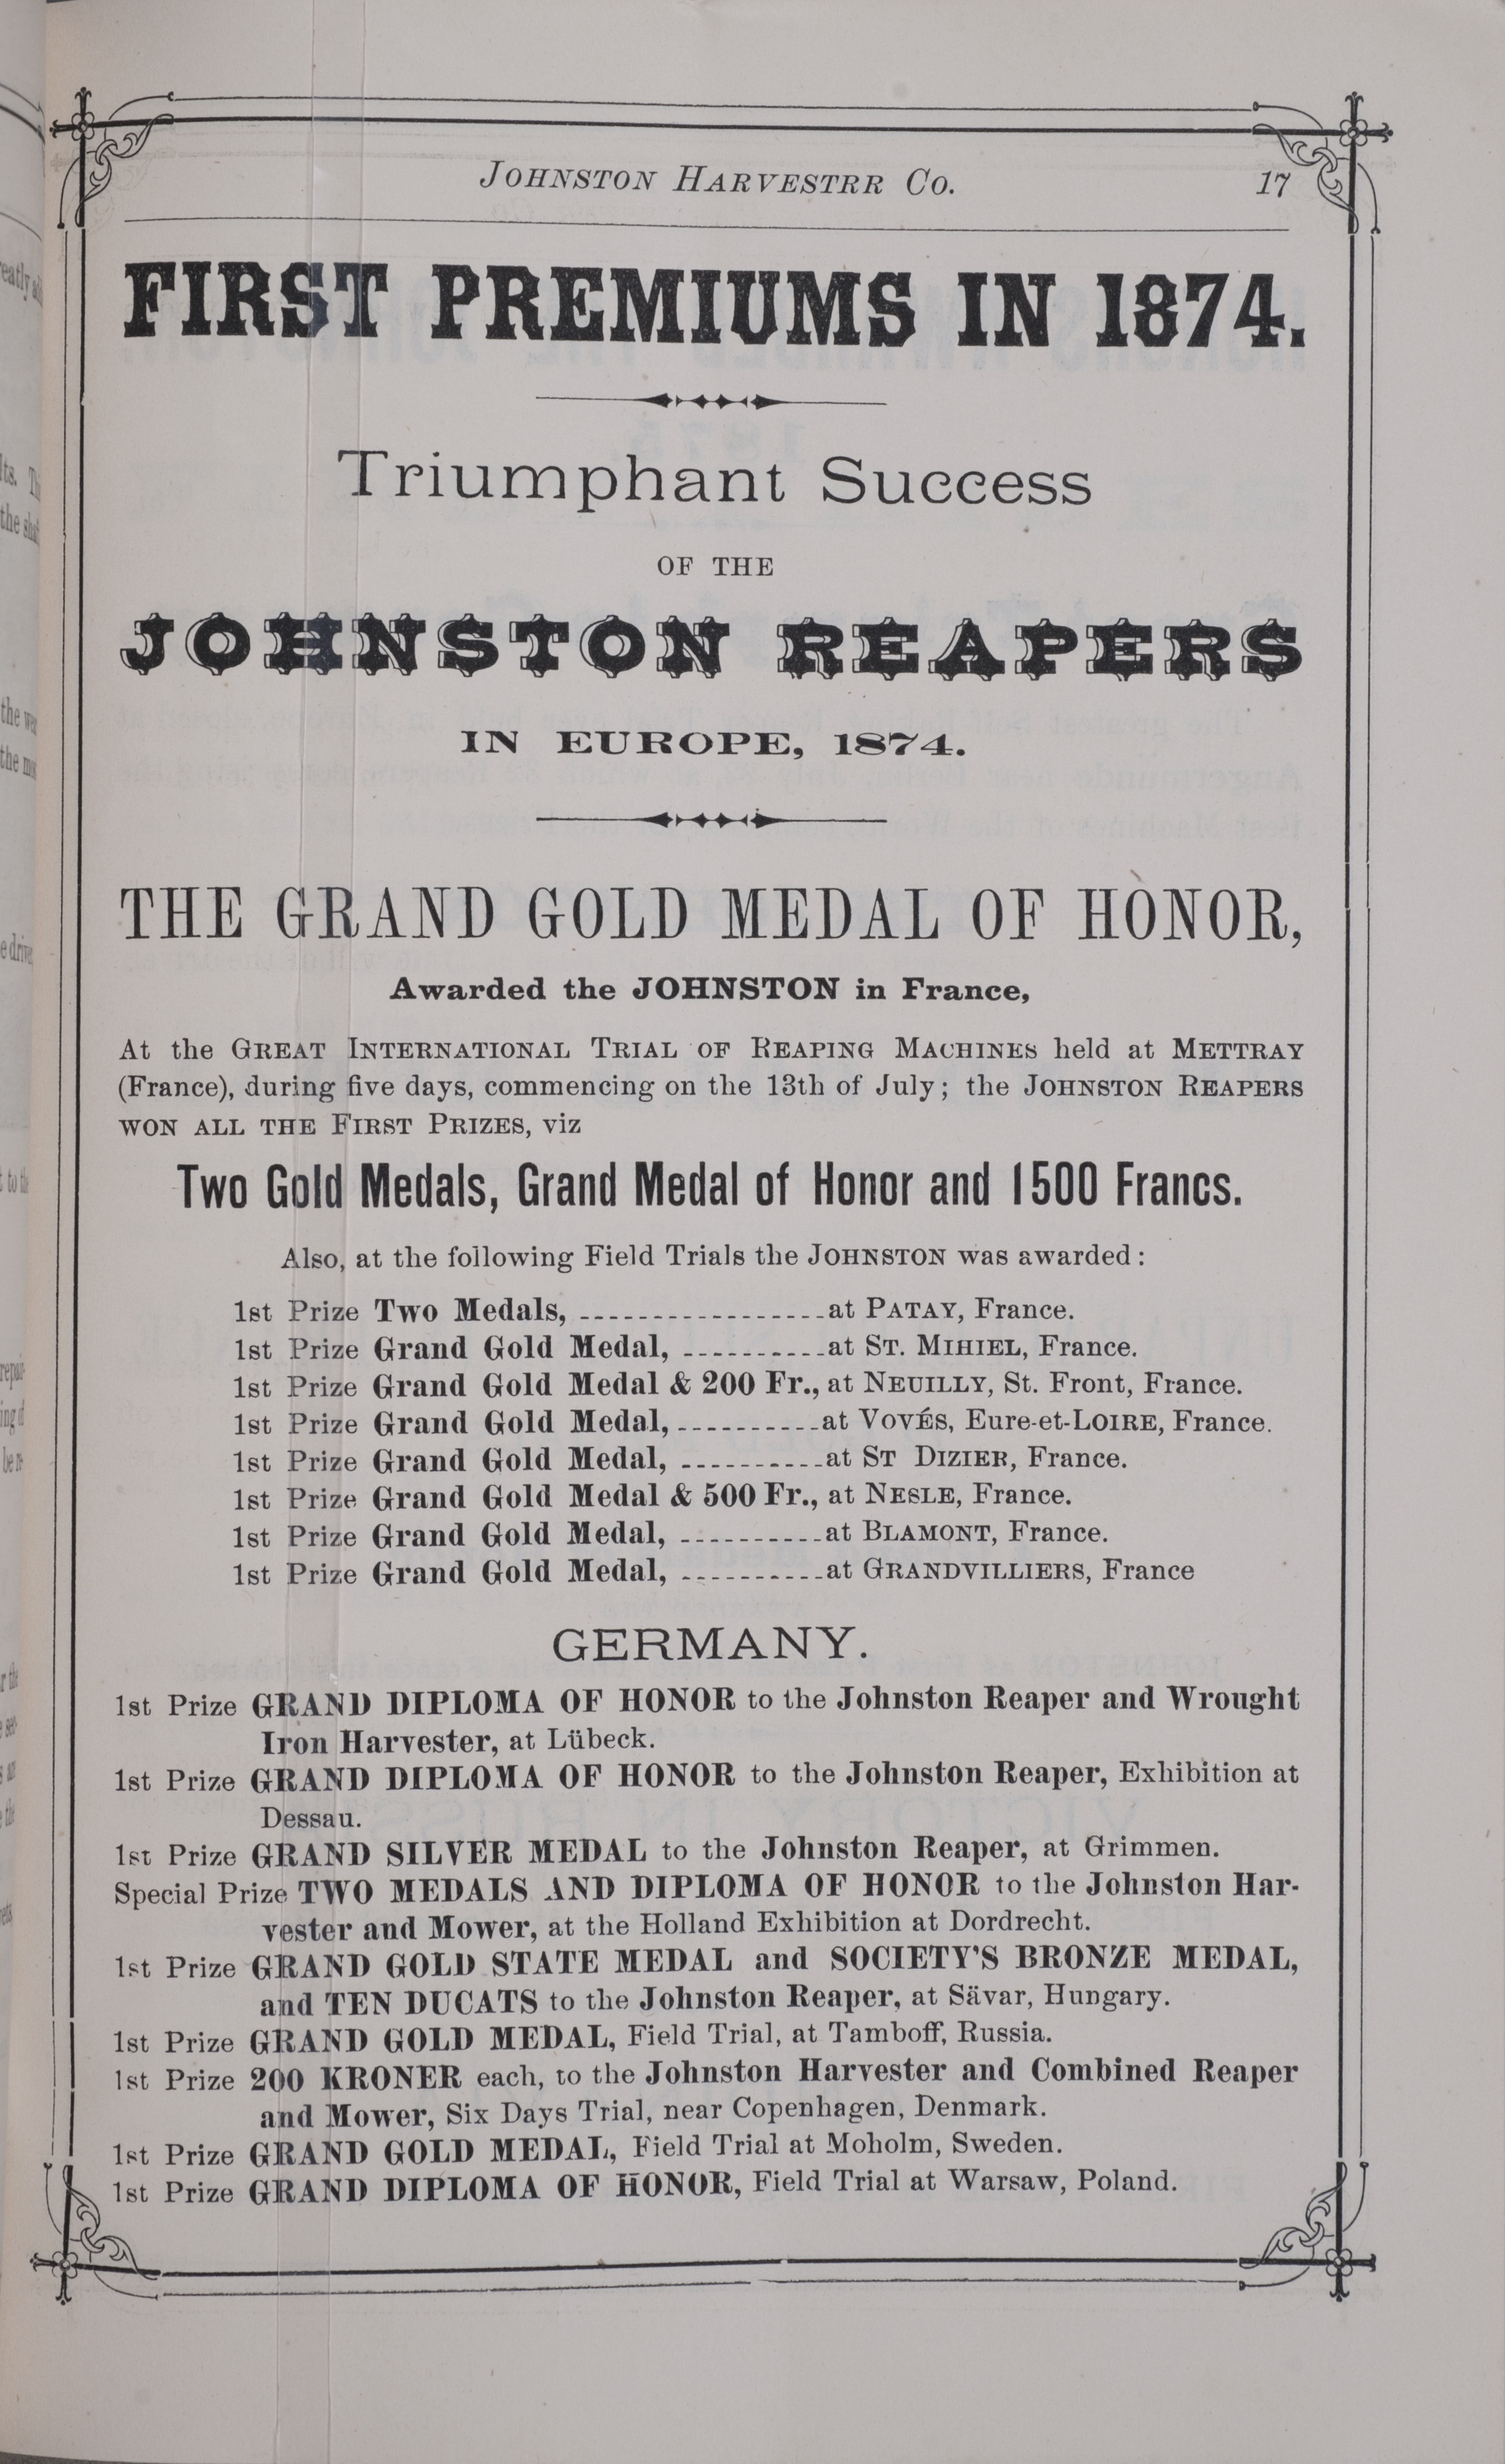 JOHNSTON HARVESTRR CO. 17
FIRST PREMIUMS IN 1874.
Triumphant Success
OF THE
JOHNSTON REAPERS
IN EUROPE, 1874.
THE GRAND GOLD MEDAL OF HONOR,
Awarded the JOHNSTON in France,
At the GREAT INTERNATIONAL TRIAL OF REAPING MACHINES held at METTRAY
(France), during five days, commencing on the 13th of July; the JOHNSTON REAPERS
WON ALL THE FIRST PRIZES, viz
Two Gold Medals, Grand Medal of Honor and 1500 Francs.
Also, at the following Field Trials the JOHNSTON was awarded:
1st Prize Two Medals, -----------------at PATAY, France.
1st Prize Grand Gold Medal, ----------at ST. MIHIEL, France.
1st Prize Grand Gold Medal & 200 Fr., at NEUILLY, St. Front, France.
1st Prize Grand Gold Medal,----------at VOVÉS, Eure-et-LOIRE, France.
1st Prize Grand Gold Medal, ----------at ST DIZIER, France.
1st Prize Grand Gold Medal & 500 Fr., at NESLE, France.
1st Prize Grand Gold Medal, ----------at BLAMONT, France.
1st Prize Grand Gold Medal, ----------at GRANDVILLIERS, France
GERMANY.
1st Prize GRAND DIPLOMA OF HONOR to the Johnston Reaper and Wrought
Iron Harvester, at Lübeck.
1st Prize GRAND DIPLOMA OF HONOR to the Johnston Reaper, Exhibition at
Dessau.
1st Prize GRAND SILVER MEDAL to the Johnston Reaper, at Grimmen.
Special Prize TWO MEDALS AND DIPLOMA OF HONOR to the Johnston Har-
vester and Mower, at the Holland Exhibition at Dordrecht.
1st Prize GRAND GOLD STATE MEDAL and SOCIETY'S BRONZE MEDAL,
and TEN DUCATS to the Johnston Reaper, at Sävar, Hungary.
1st Prize GRAND GOLD MEDAL, Field Trial, at Tamboff, Russia.
1st Prize 200 KRONER each, to the Johnston Harvester and Combined Reaper
and Mower, Six Days Trial, near Copenhagen, Denmark.
1st Prize GRAND GOLD MEDAL, Field Trial at Moholm, Sweden.
1st Prize GRAND DIPLOMA OF HONOR, Field Trial at Warsaw, Poland.